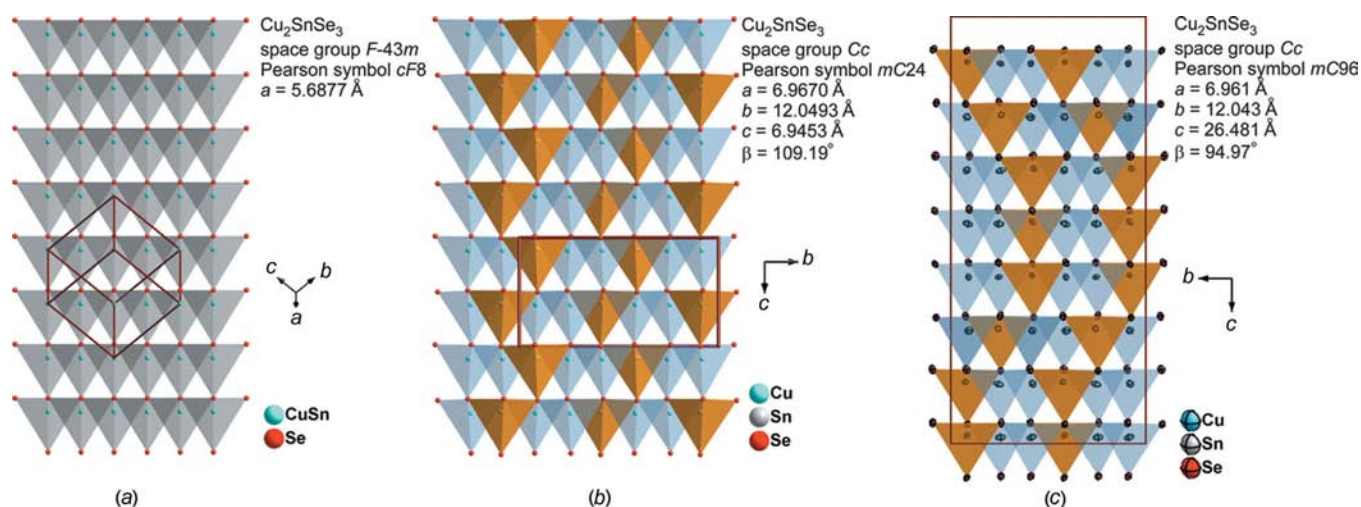 Cu₂SnSe₃
space group F-43m
Pearson symbol cF8
a = 5.6877 Å
c
b
a
CuSn
Se
(a)
Cu₂SnSe₃
space group Cc
Pearson symbol mC24
a = 6.9670 Å
b = 12.0493 Å
c = 6.9453 Å
β = 109.19°
b
c
Cu
Sn
Se
(b)
Cu₂SnSe₃
space group Cc
Pearson symbol mC96
a = 6.961 Å
b = 12.043 Å
c = 26.481 Å
β = 94.97°
b
c
Cu
Sn
Se
(c)